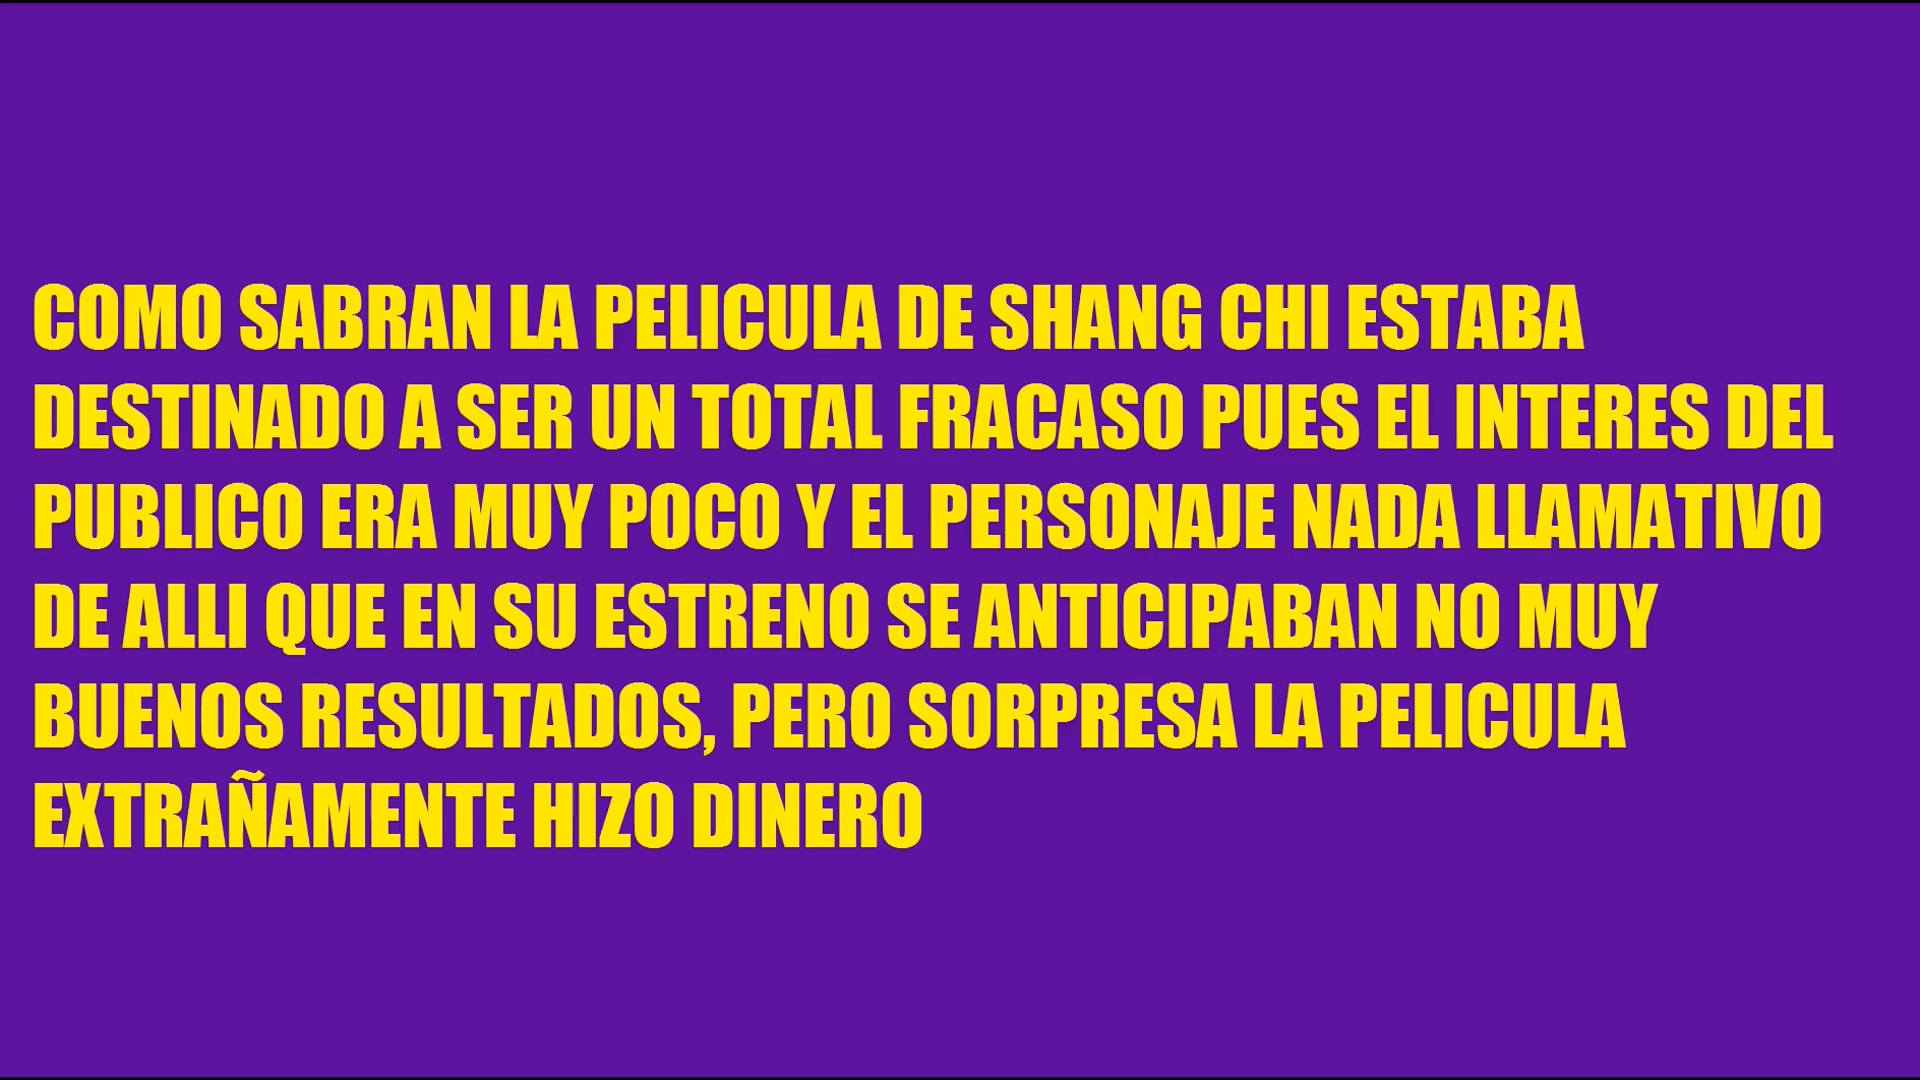 COMO SABRAN LA PELICULA DE SHANG CHI ESTABA
DESTINADO A SER UN TOTAL FRACASO PUES EL INTERES DEL
PUBLICO ERA MUY POCO Y EL PERSONAJE NADA LLAMATIVO
DE ALLI QUE EN SU ESTRENO SE ANTICIPABAN NO MUY
BUENOS RESULTADOS, PERO SORPRESA LA PELICULA
EXTRAÑAMENTE HIZO DINERO